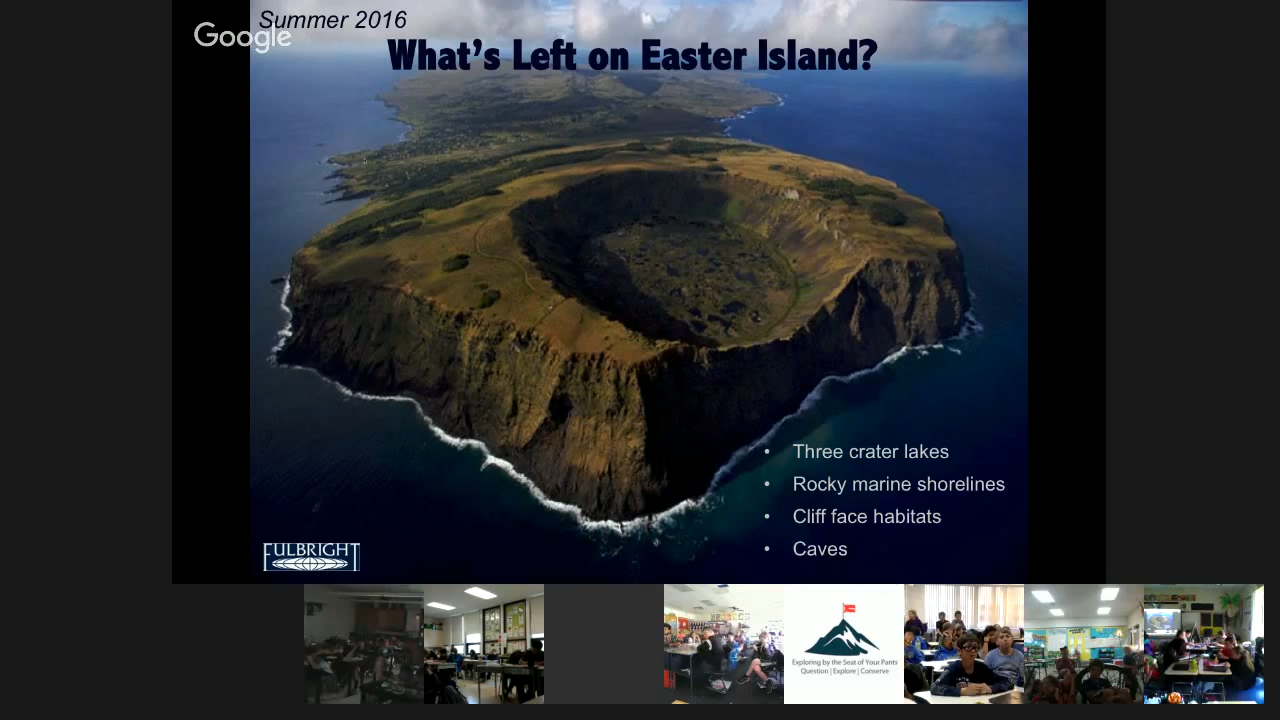 Summer 2016
Google
What's Left on Easter Island?
• Three crater lakes
• Rocky marine shorelines
• Cliff face habitats
• Caves
FULBRIGHT
Exploring by the Seat of Your Pants
Question | Explore | Conserve